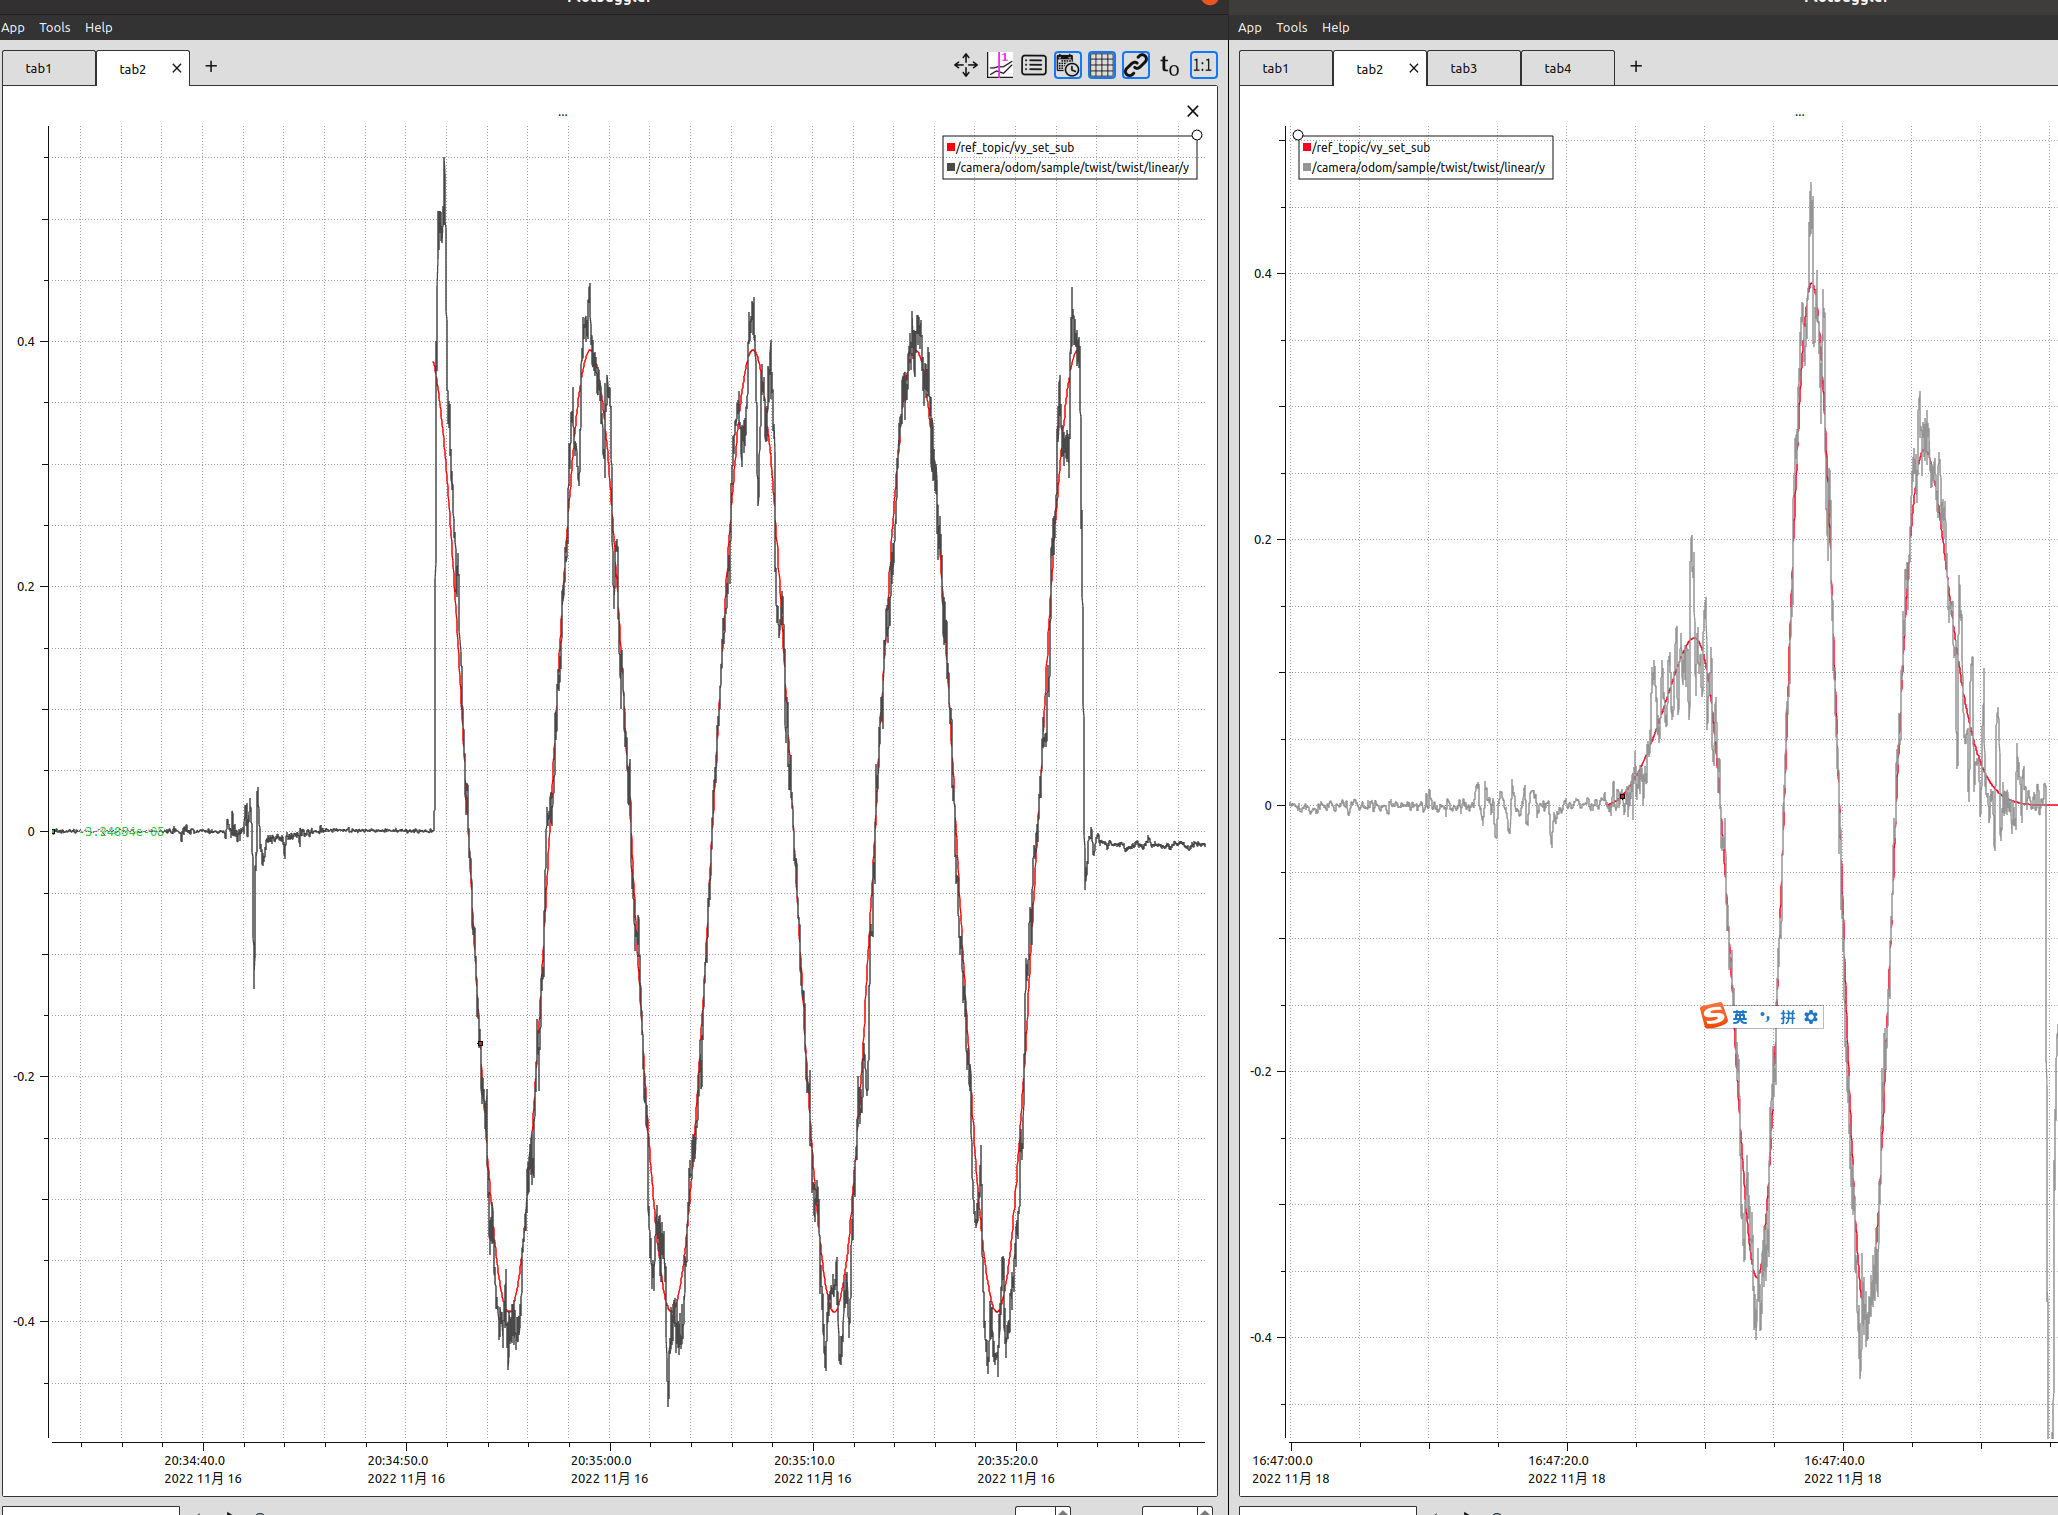 App Tools Help
tab1 tab2
t0 1:1
...
/ref_topic/vy_set_sub
/camera/odom/sample/twist/twist/linear/y
0.4
0.2
0
-0.2
-0.4
20:34:40.0 20:34:50.0 20:35:00.0 20:35:10.0 20:35:20.0
2022 11月 16 2022 11月 16 2022 11月 16 2022 11月 16 2022 11月 16
App Tools Help
tab1 tab2 tab3 tab4
...
/ref_topic/vy_set_sub
/camera/odom/sample/twist/twist/linear/y
0.4
0.2
0
-0.2
-0.4
S 英 拼
16:47:00.0 16:47:20.0 16:47:40.0
2022 11月 18 2022 11月 18 2022 11月 18